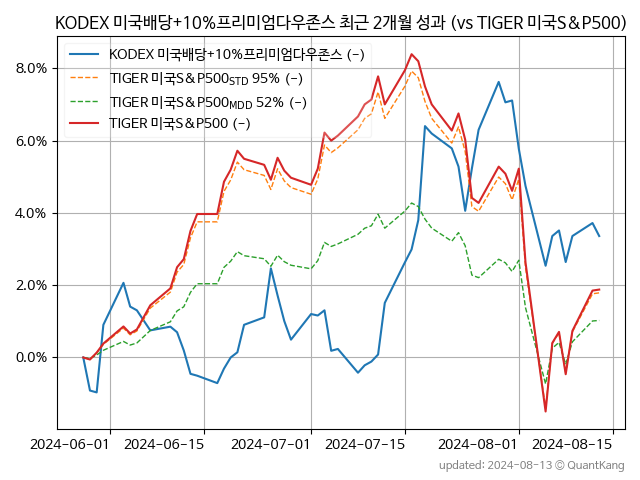 KODEX 미국배당+10%프리미엄다우존스 최근 2개월 성과 (vs TIGER 미국S&P500)
KODEX 미국배당+10%프리미엄다우존스 (-)
TIGER 미국S&P500STD 95% (-)
TIGER 미국S&P500MDD 52% (-)
TIGER 미국S&P500 (-)
8.0%
6.0%
4.0%
2.0%
0.0%
2024-06-01 2024-06-15 2024-07-01 2024-07-15 2024-08-01 2024-08-15
updated: 2024-08-13 © QuantKang